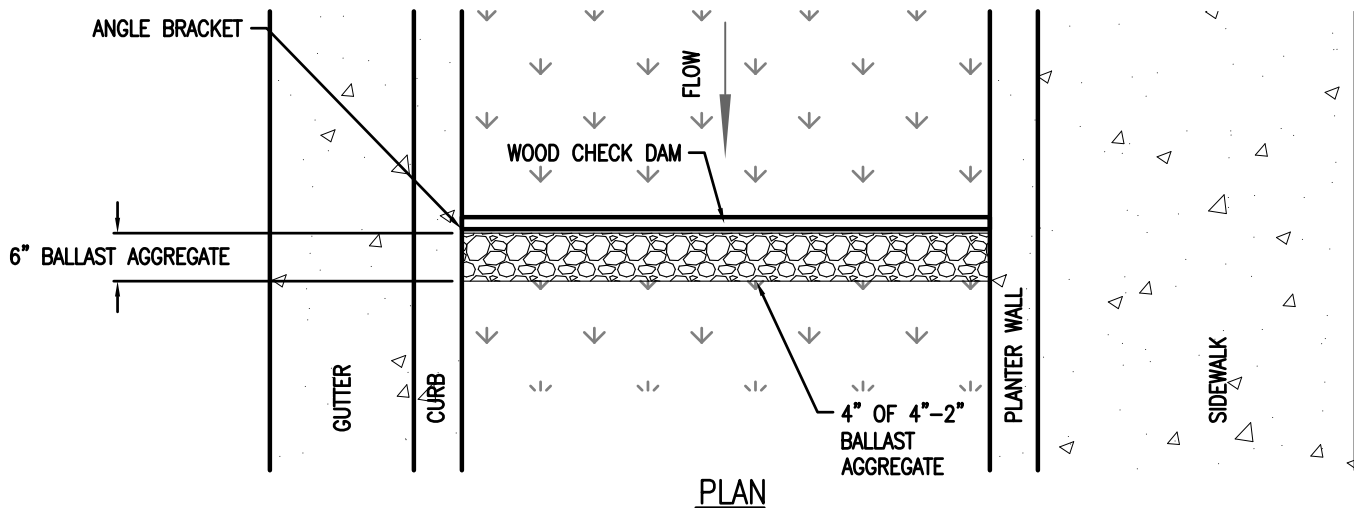 ANGLE BRACKET
FLOW
WOOD CHECK DAM
6” BALLAST AGGREGATE
GUTTER
CURB
PLANTER WALL
SIDEWALK
4” OF 4”-2”
BALLAST
AGGREGATE
PLAN